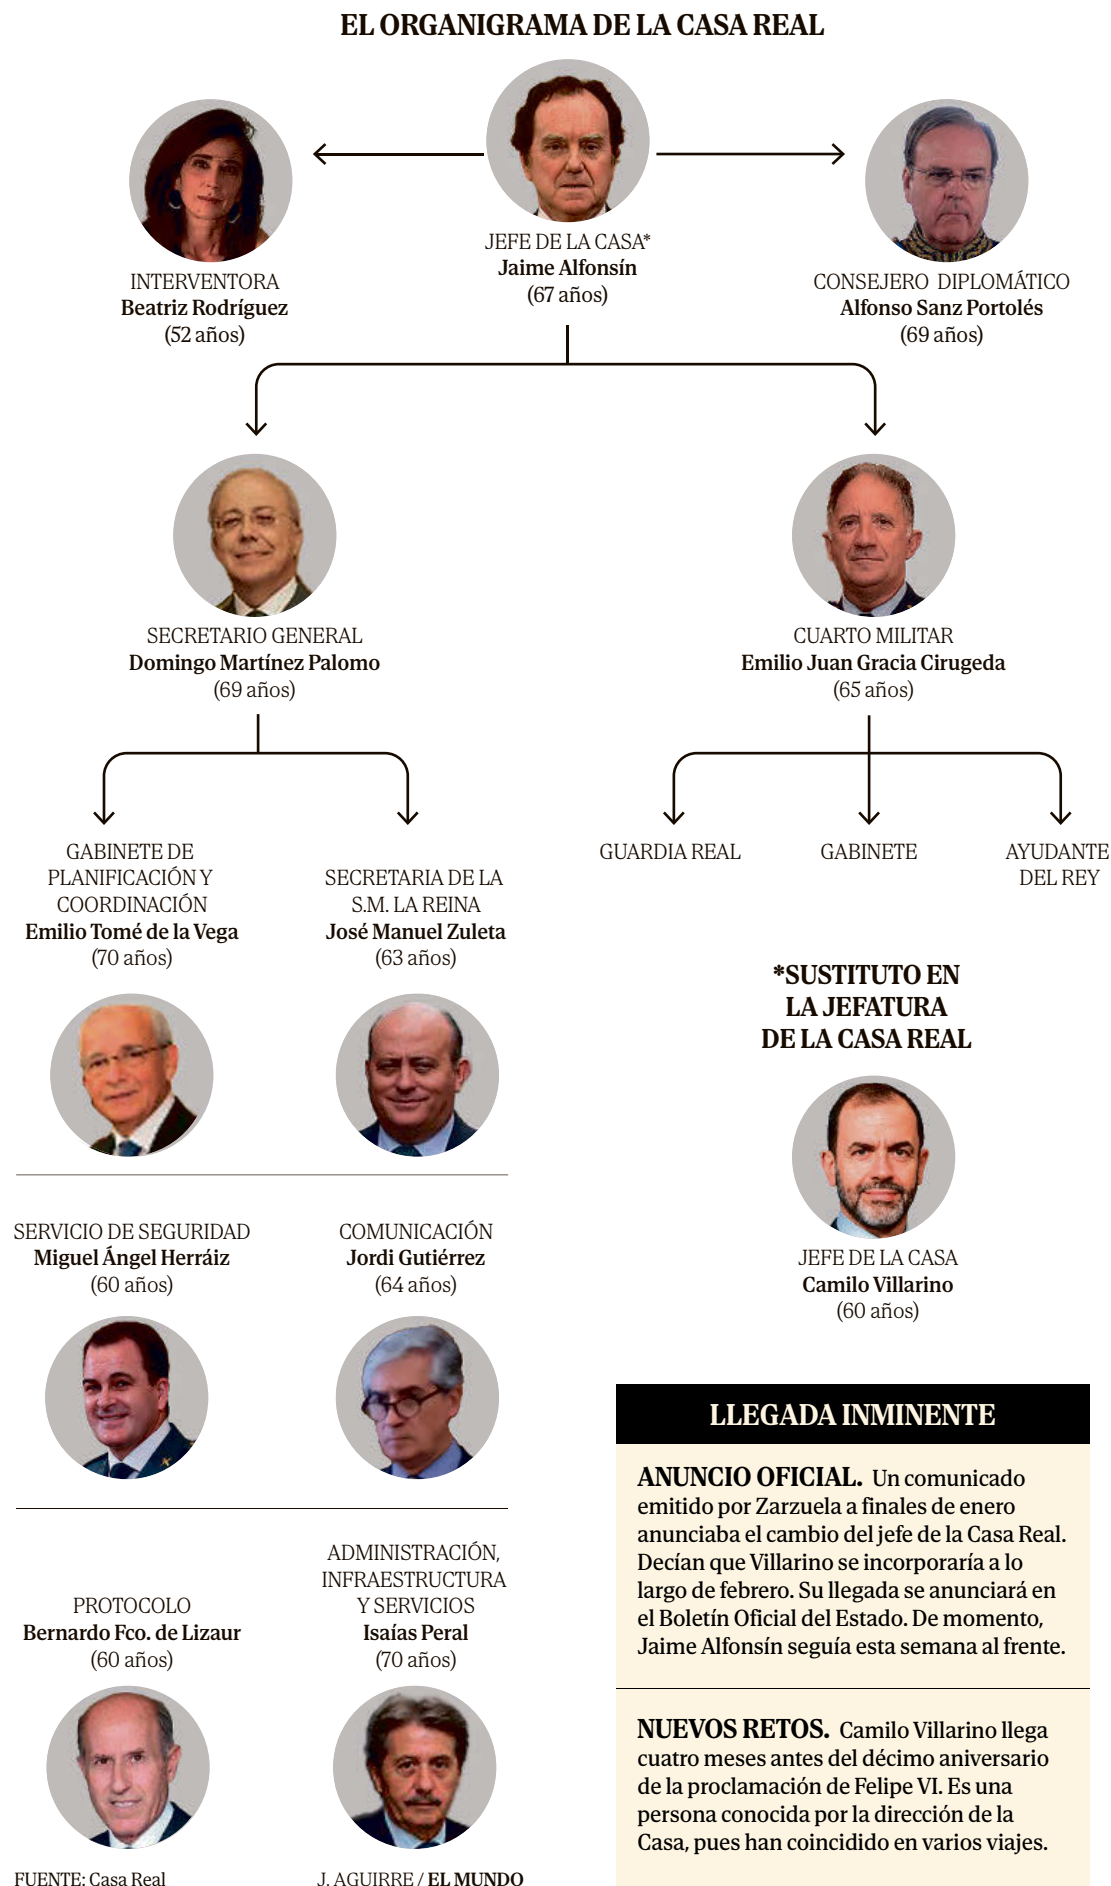 EL ORGANIGRAMA DE LA CASA REAL
JEFE DE LA CASA*
Jaime Alfonsín
(67 años)
INTERVENTORA
Beatriz Rodríguez
(52 años)
CONSEJERO DIPLOMÁTICO
Alfonso Sanz Portolés
(69 años)
SECRETARIO GENERAL
Domingo Martínez Palomo
(69 años)
CUARTO MILITAR
Emilio Juan Gracia Cirugeda
(65 años)
GABINETE DE
PLANIFICACIÓN Y
COORDINACIÓN
Emilio Tomé de la Vega
(70 años)
SECRETARIA DE LA
S.M. LA REINA
José Manuel Zuleta
(63 años)
GUARDIA REAL
GABINETE
AYUDANTE
DEL REY
SERVICIO DE SEGURIDAD
Miguel Ángel Herráiz
(60 años)
COMUNICACIÓN
Jordi Gutiérrez
(64 años)
PROTOCOLO
Bernardo Fco. de Lizaur
(60 años)
ADMINISTRACIÓN,
INFRAESTRUCTURA
Y SERVICIOS
Isaías Peral
(70 años)
*SUSTITUTO EN
LA JEFATURA
DE LA CASA REAL
JEFE DE LA CASA
Camilo Villarino
(60 años)
LLEGADA INMINENTE
ANUNCIO OFICIAL. Un comunicado
emitido por Zarzuela a finales de enero
anunciaba el cambio del jefe de la Casa Real.
Decían que Villarino se incorporaría a lo
largo de febrero. Su llegada se anunciará en
el Boletín Oficial del Estado. De momento,
Jaime Alfonsín seguía esta semana al frente.
NUEVOS RETOS. Camilo Villarino llega
cuatro meses antes del décimo aniversario
de la proclamación de Felipe VI. Es una
persona conocida por la dirección de la
Casa, pues han coincidido en varios viajes.
FUENTE: Casa Real
J. AGUIRRE / EL MUNDO